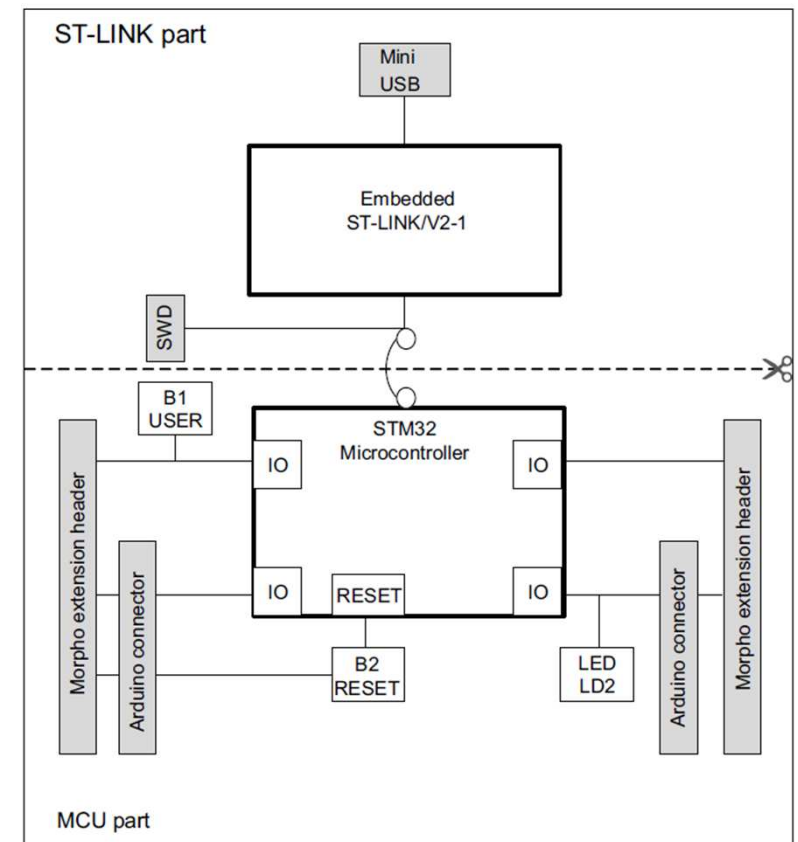 ST-LINK part
Mini
USB
Embedded
ST-LINK/V2-1
SWD
B1
USER
STM32
Microcontroller
IO
IO
Morpho extension header
Morpho extension header
Arduino connector
Arduino connector
IO
RESET
IO
B2
RESET
LED
LD2
MCU part